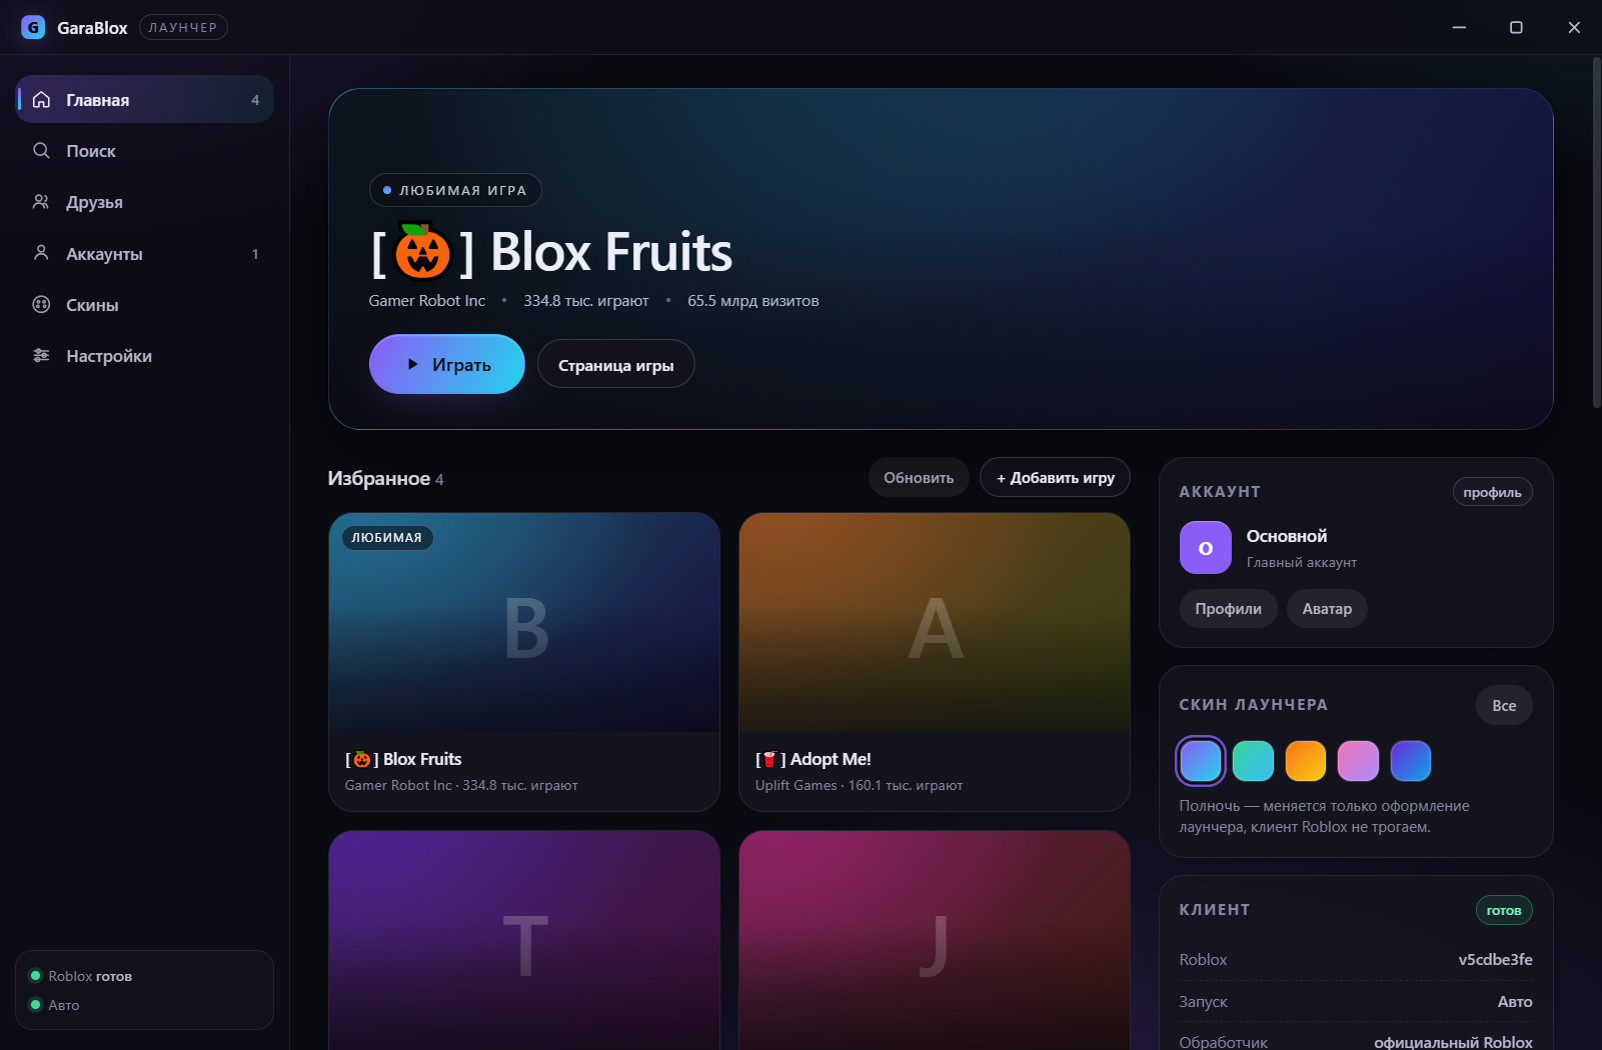 G GaraBlox ЛАУНЧЕР
Главная 4
Поиск
Друзья
Аккаунты 1
Скины
Настройки
Roblox готов
Авто
ЛЮБИМАЯ ИГРА
[🎃] Blox Fruits
Gamer Robot Inc • 334.8 тыс. играют • 65.5 млрд визитов
Играть
Страница игры
Избранное 4
Обновить
+ Добавить игру
ЛЮБИМАЯ
B
[🎃] Blox Fruits
Gamer Robot Inc · 334.8 тыс. играют
A
[🥤] Adopt Me!
Uplift Games · 160.1 тыс. играют
T
J
АККАУНТ
профиль
О
Основной
Главный аккаунт
Профили
Аватар
СКИН ЛАУНЧЕРА
Все
Полночь — меняется только оформление
лаунчера, клиент Roblox не трогаем.
КЛИЕНТ
готов
Roblox v5cdbe3fe
Запуск Авто
Обработчик официальный Roblox